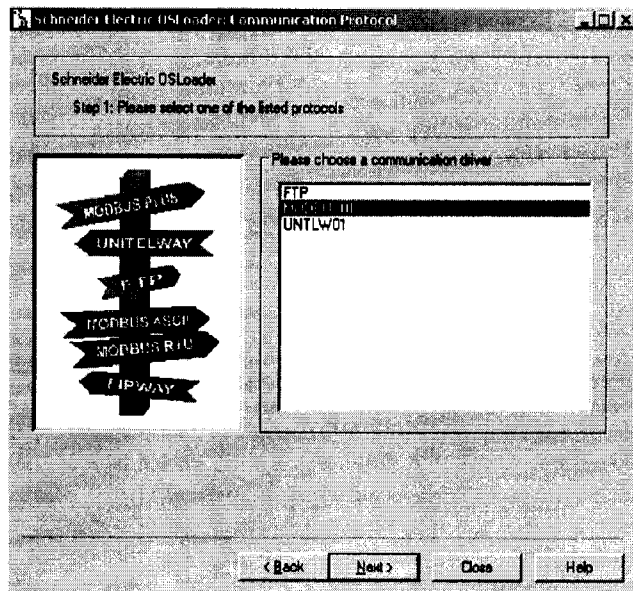 Schneider Electric OSLoader: Communication Protocol
Schneider Electric OSLoader
Step 1: Please select one of the listed protocols
Please choose a communication driver
FTP
UNTLW01
MODBUS PLUS
UNITELWAY
FTP
MODBUS ASCII
MODBUS RTU
FIPWAY
< Back
Next >
Close
Help